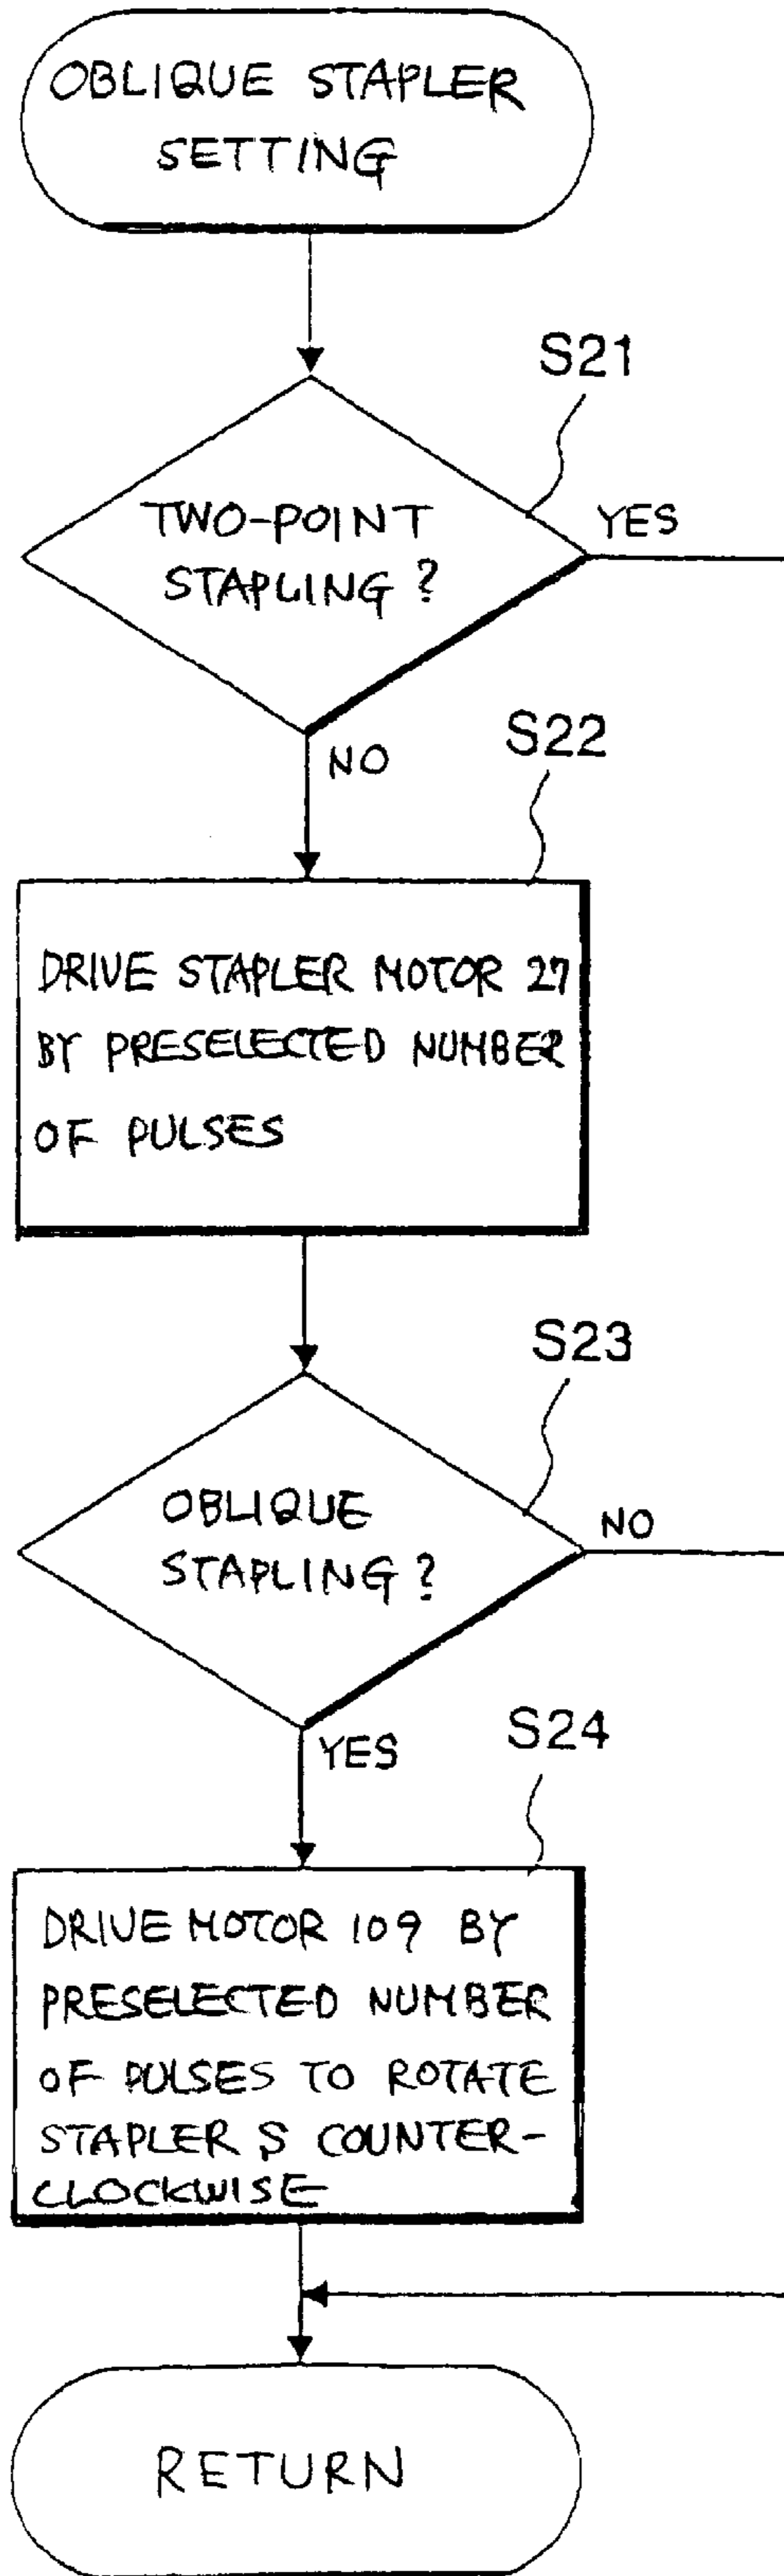 OBLIQUE STAPLER
SETTING
S21
TWO-POINT
STAPLING?
YES
NO
S22
DRIVE STAPLER MOTOR 27
BY PRESELECTED NUMBER
OF PULSES
S23
OBLIQUE
STAPLING?
NO
YES
S24
DRIVE MOTOR 109 BY
PRESELECTED NUMBER
OF PULSES TO ROTATE
STAPLER S COUNTER-
CLOCKWISE
RETURN